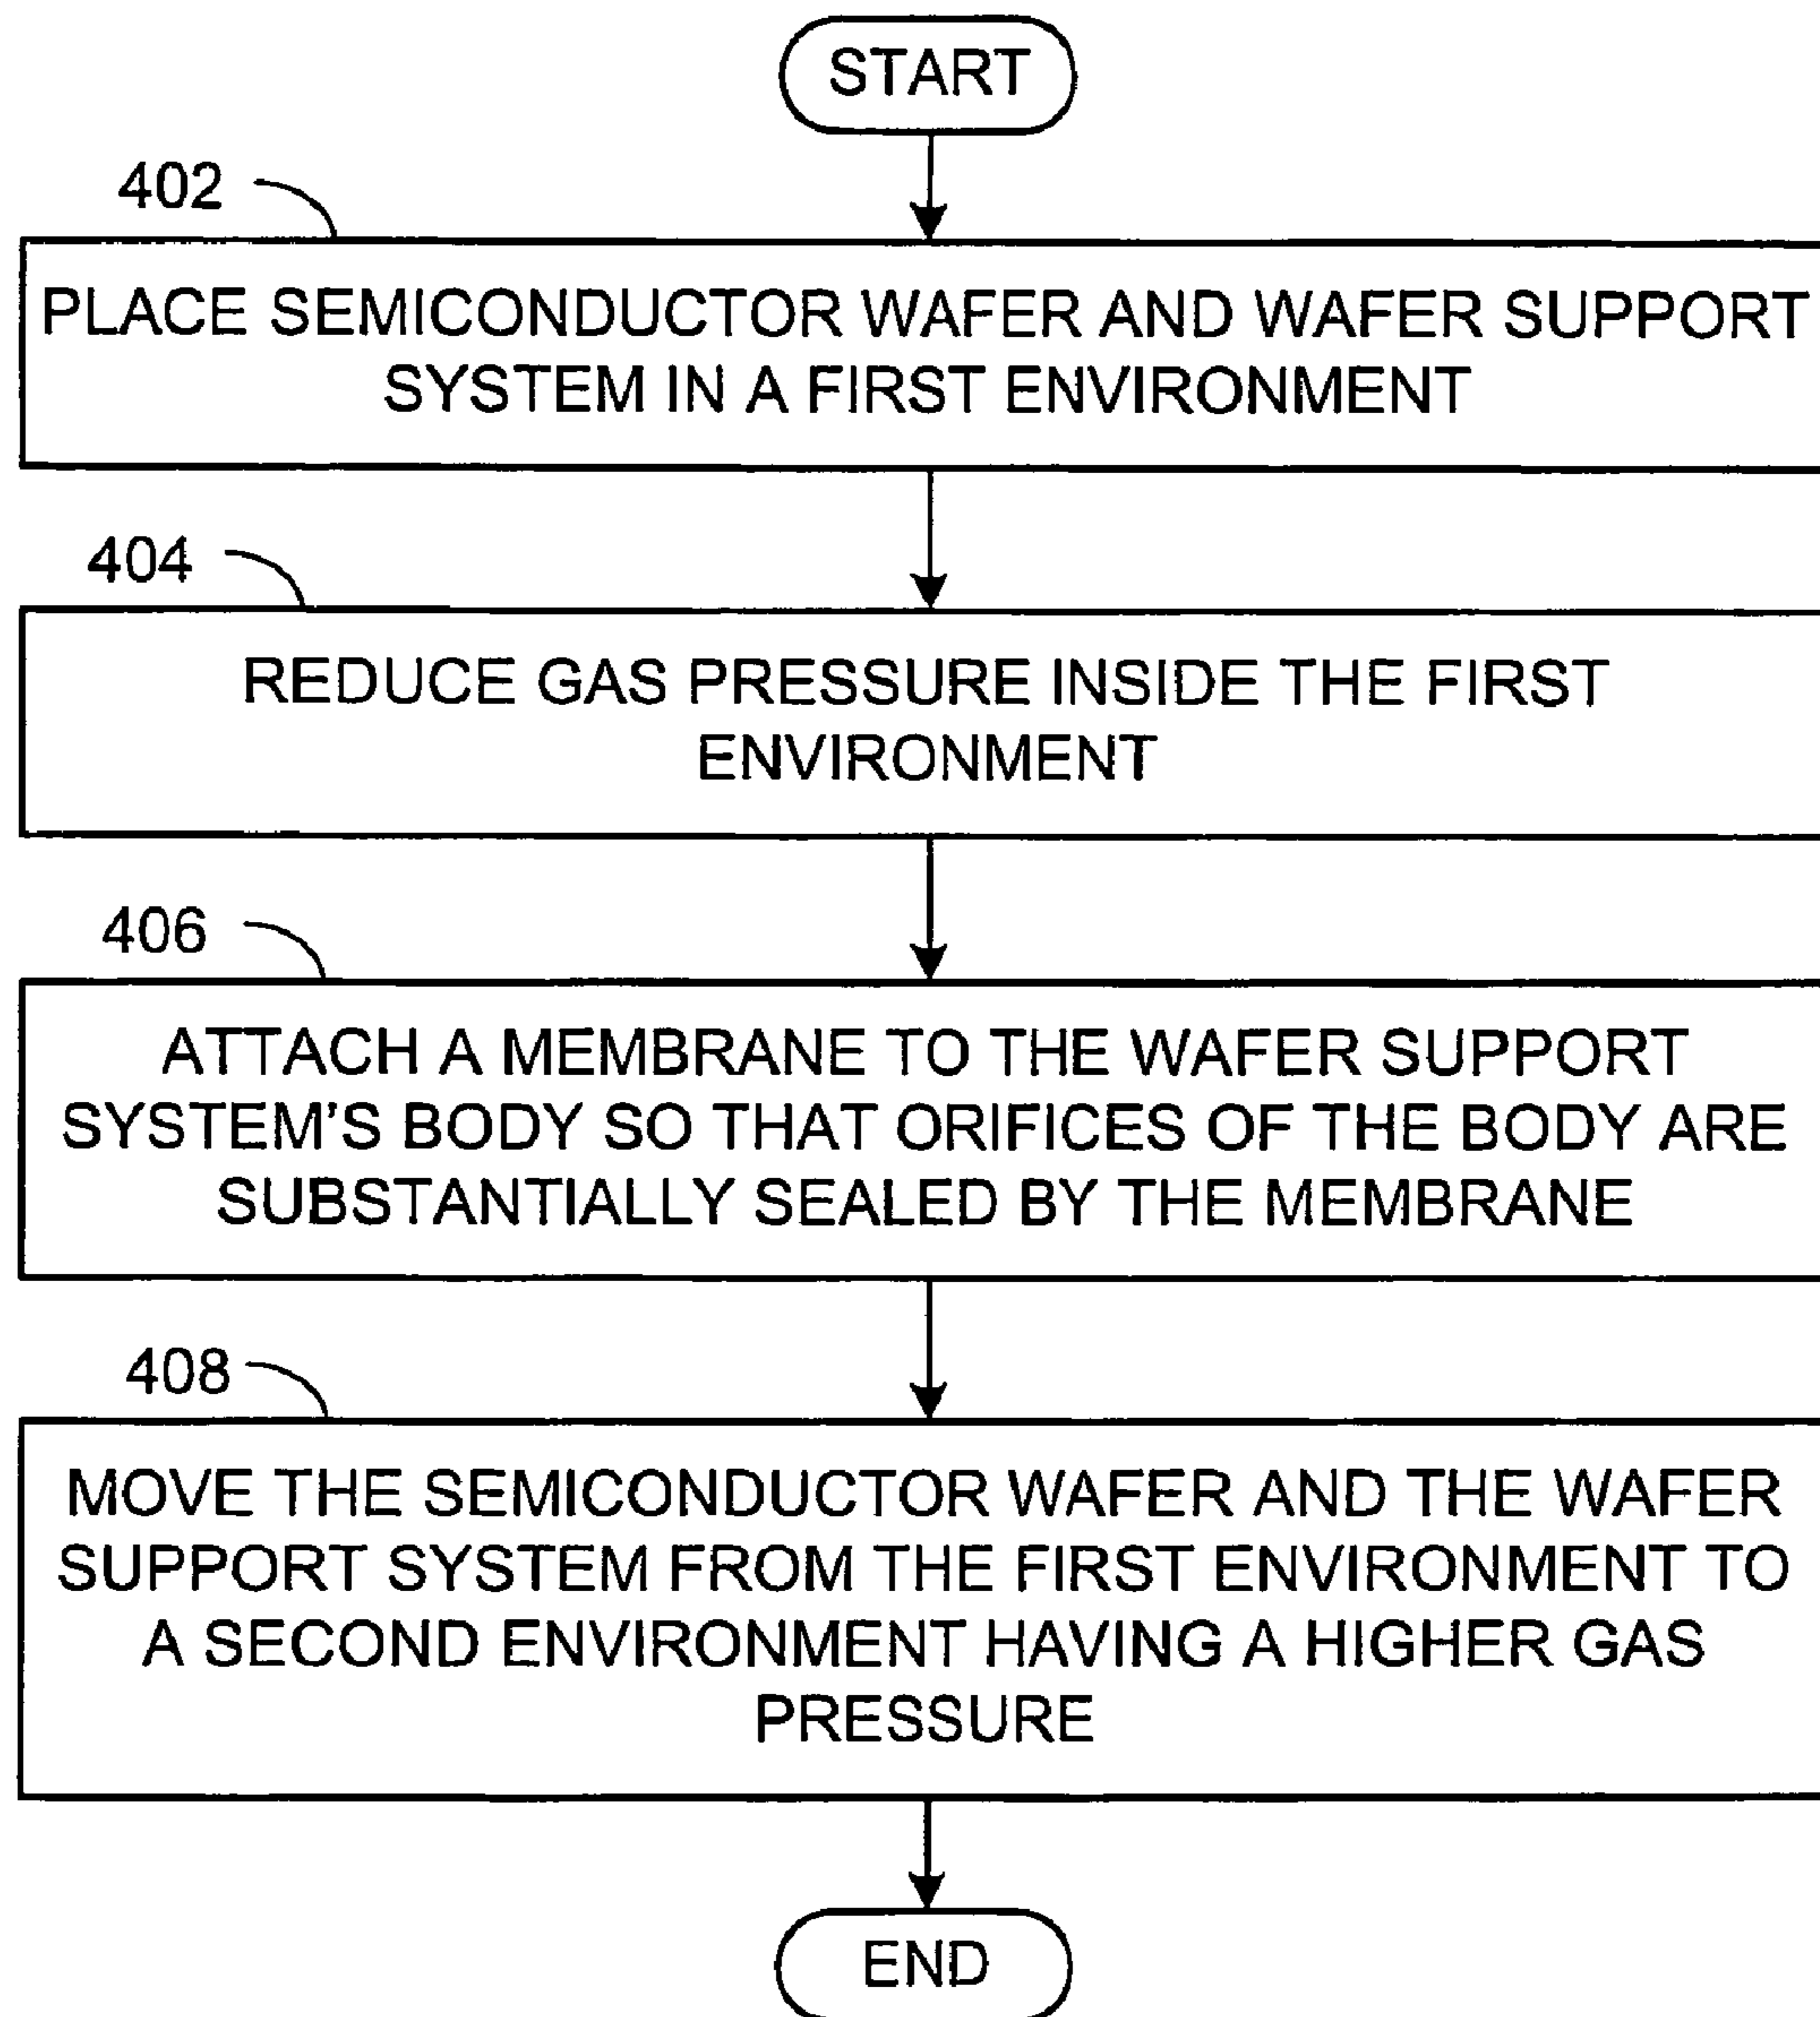 START
402
PLACE SEMICONDUCTOR WAFER AND WAFER SUPPORT
SYSTEM IN A FIRST ENVIRONMENT
404
REDUCE GAS PRESSURE INSIDE THE FIRST
ENVIRONMENT
406
ATTACH A MEMBRANE TO THE WAFER SUPPORT
SYSTEM'S BODY SO THAT ORIFICES OF THE BODY ARE
SUBSTANTIALLY SEALED BY THE MEMBRANE
408
MOVE THE SEMICONDUCTOR WAFER AND THE WAFER
SUPPORT SYSTEM FROM THE FIRST ENVIRONMENT TO
A SECOND ENVIRONMENT HAVING A HIGHER GAS
PRESSURE
END